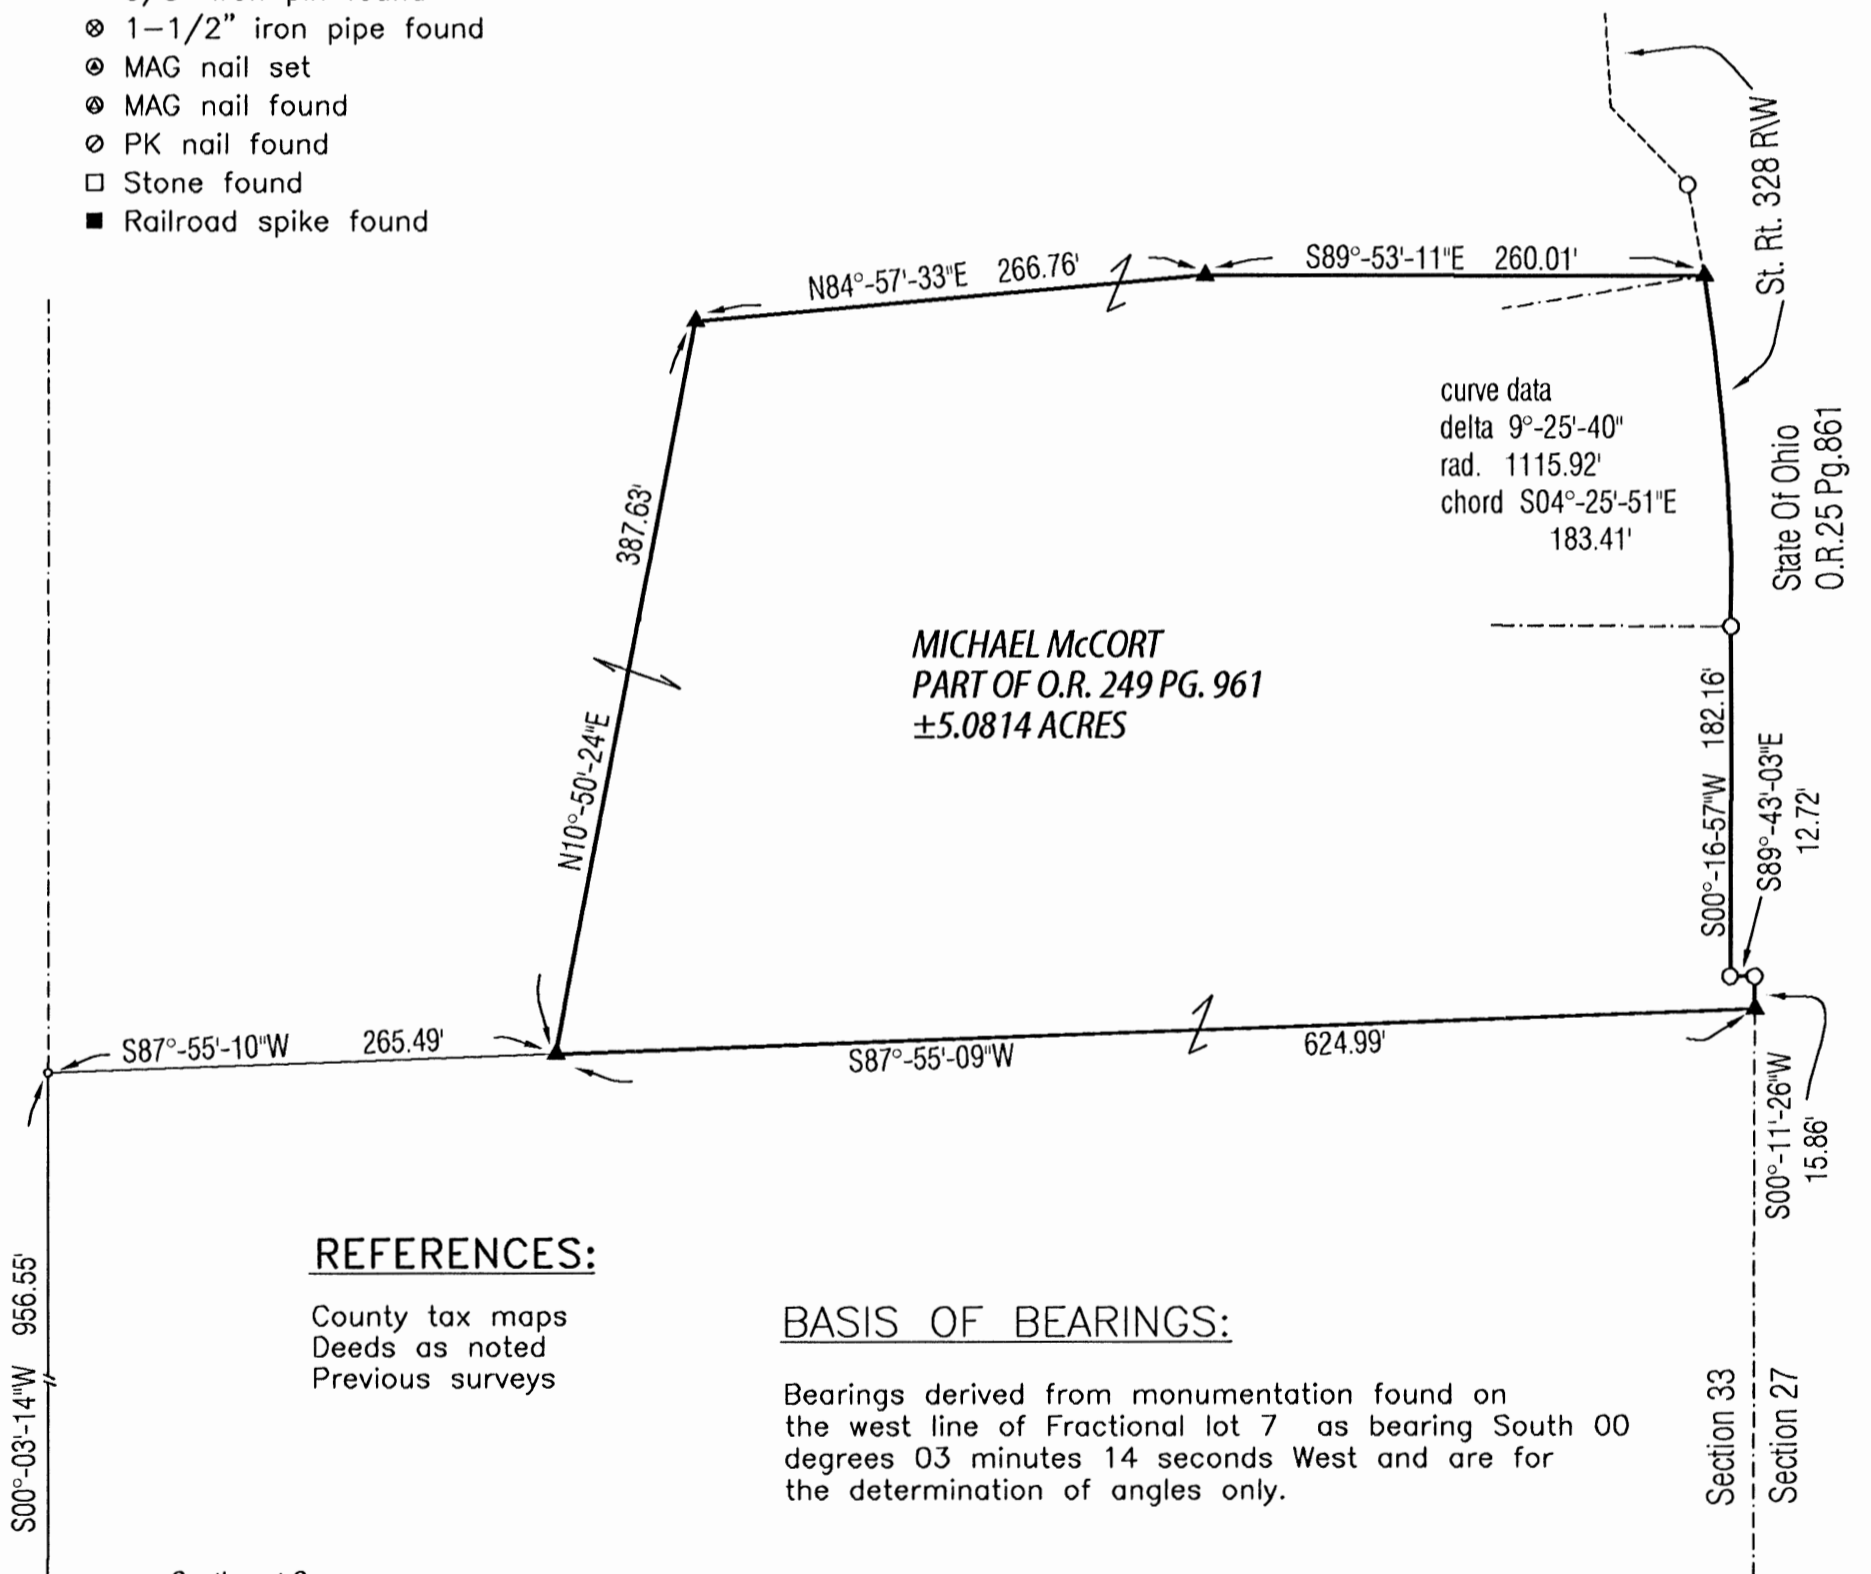 1-1/2" iron pipe found
MAG nail set
MAG nail found
PK nail found
Stone found
Railroad spike found
N84°-57'-33"E 266.76'
S89°-53'-11"E 260.01'
St. Rt. 328 R\W
curve data
delta 9°-25'-40"
rad. 1115.92'
chord S04°-25'-51"E
183.41'
State Of Ohio
O.R.25 Pg.861
N10°-50'-24"E 387.63'
MICHAEL McCORT
PART OF O.R. 249 PG. 961
±5.0814 ACRES
S00°-16-57"W 182.16'
S89°-43'-03"E
12.72'
S87°-55'-10"W 265.49'
S87°-55'-09"W 624.99'
S00°-11'-26"W
15.86'
S00°-03'-14"W 956.55'
REFERENCES:
County tax maps
Deeds as noted
Previous surveys
BASIS OF BEARINGS:
Bearings derived from monumentation found on
the west line of Fractional lot 7 as bearing South 00
degrees 03 minutes 14 seconds West and are for
the determination of angles only.
Section 33
Section 27